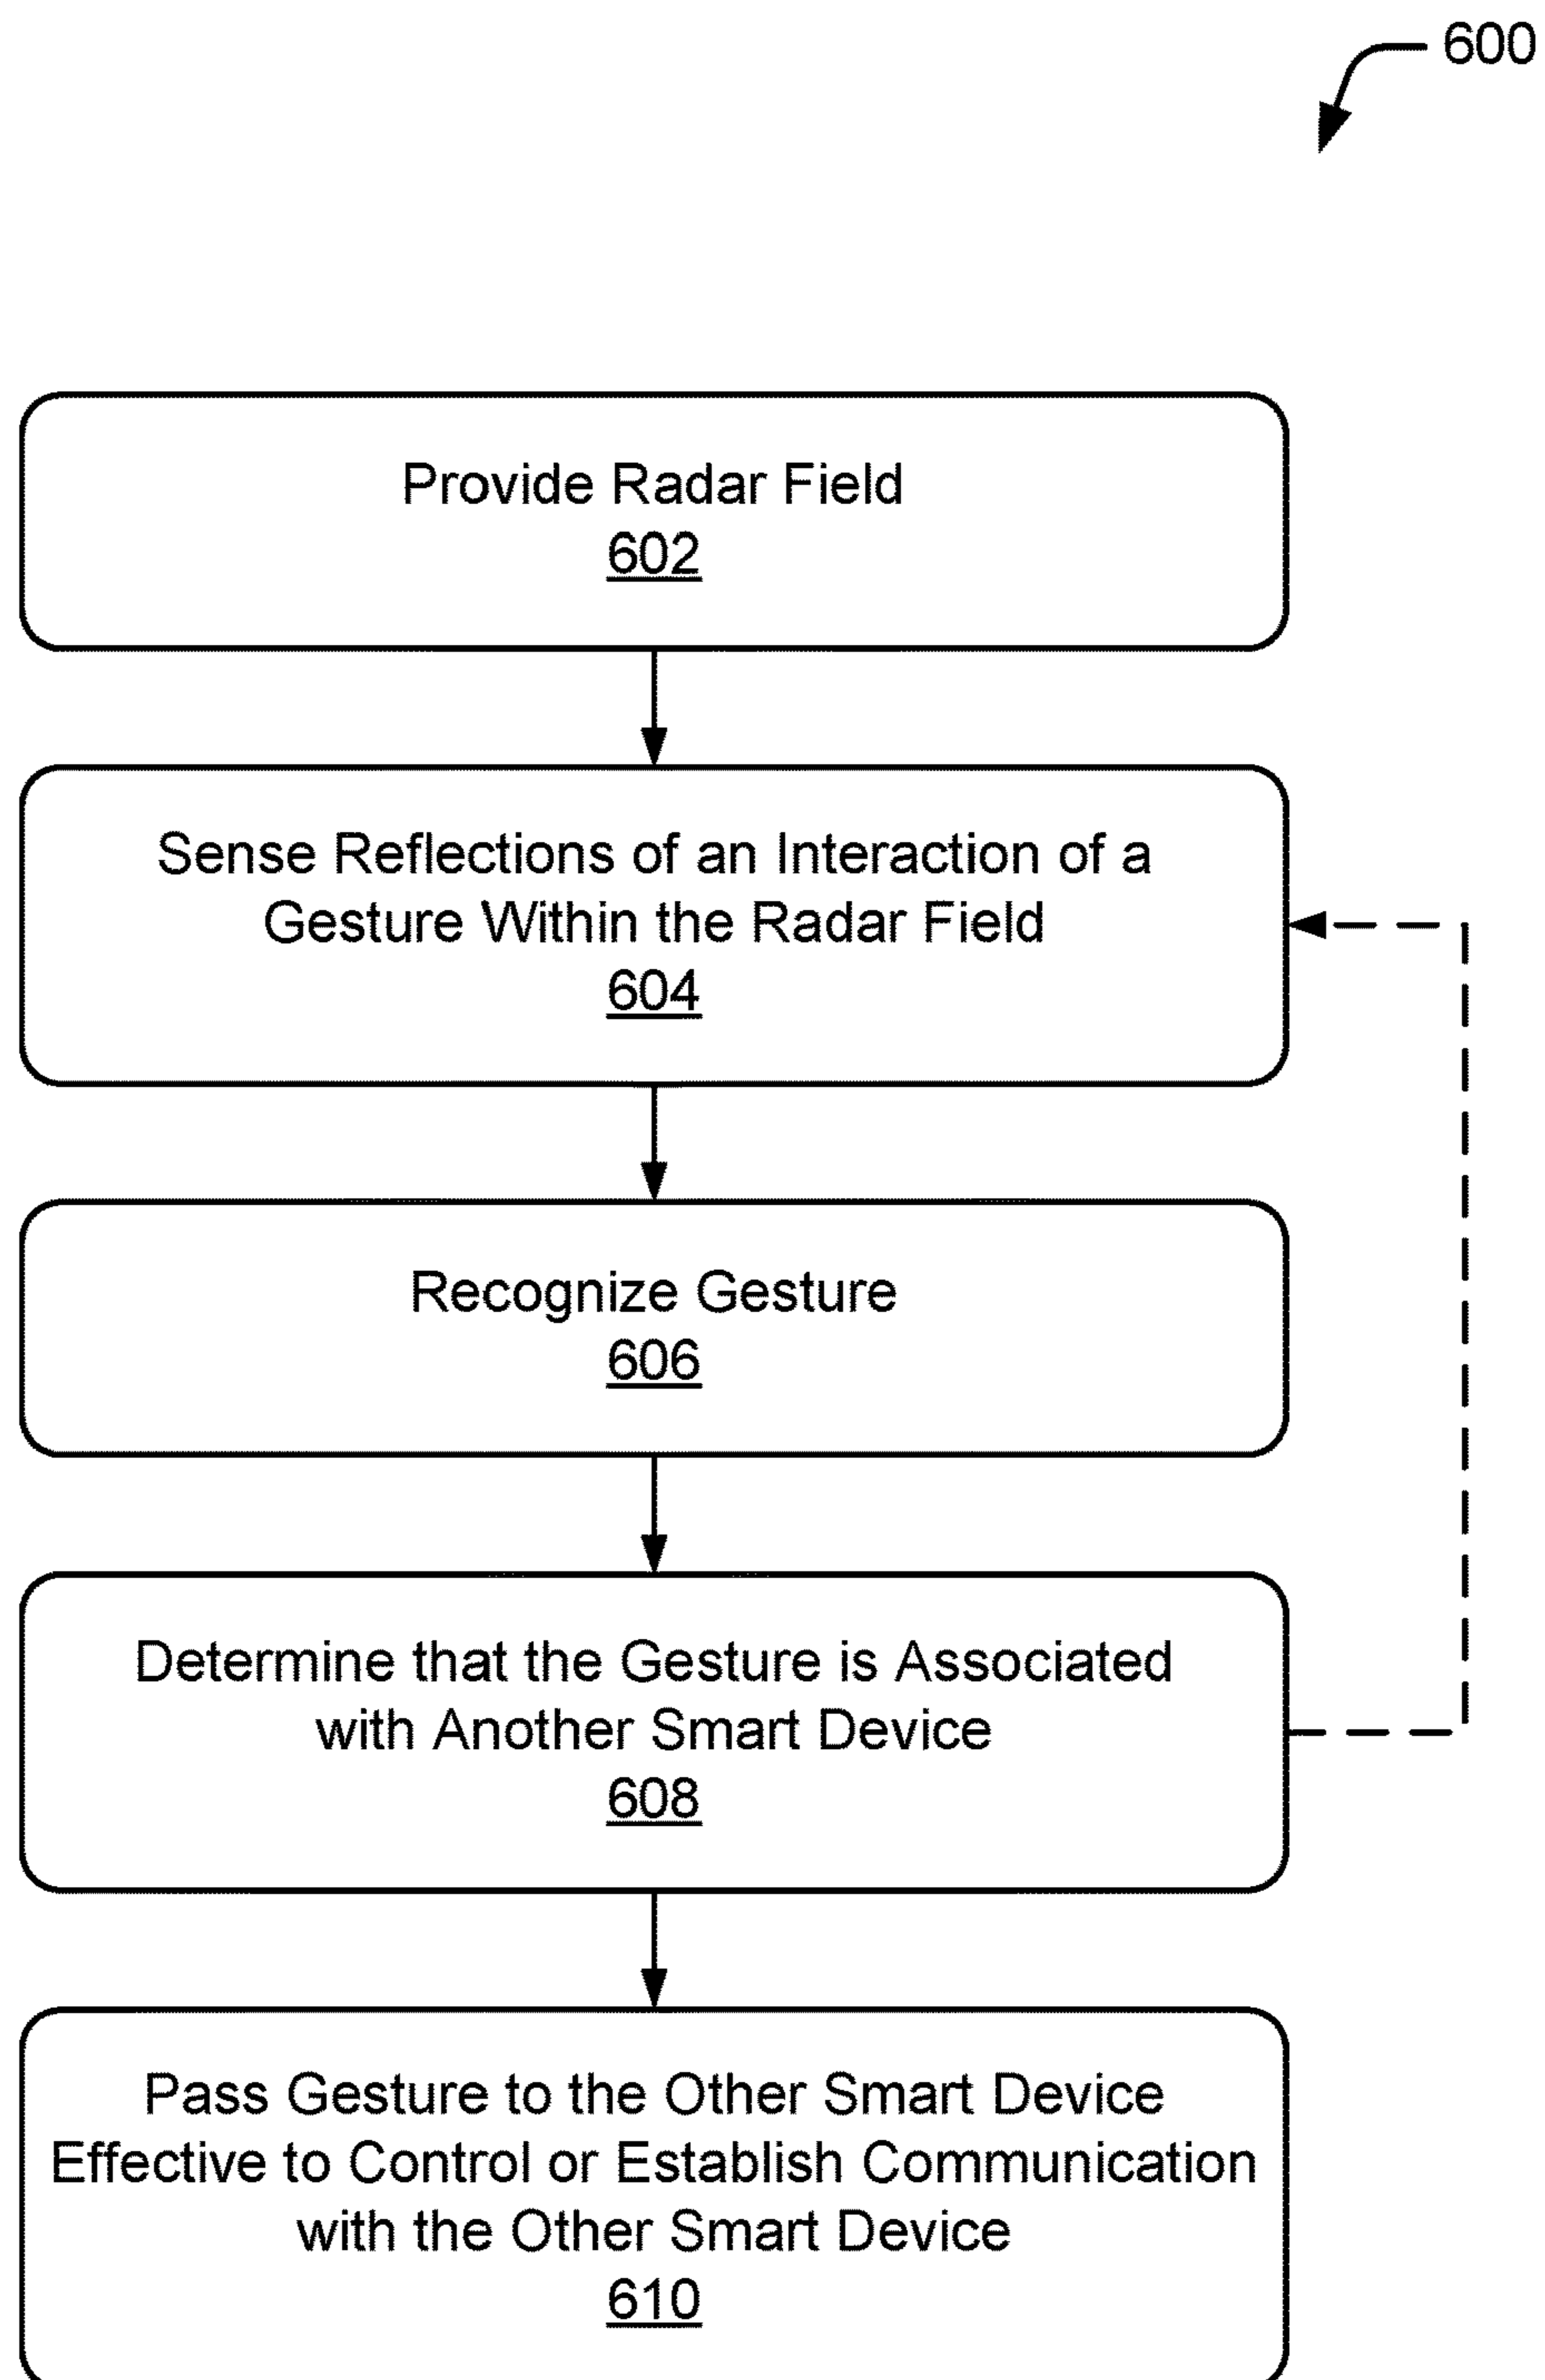 600
Provide Radar Field
602
Sense Reflections of an Interaction of a
Gesture Within the Radar Field
604
Recognize Gesture
606
Determine that the Gesture is Associated
with Another Smart Device
608
Pass Gesture to the Other Smart Device
Effective to Control or Establish Communication
with the Other Smart Device
610